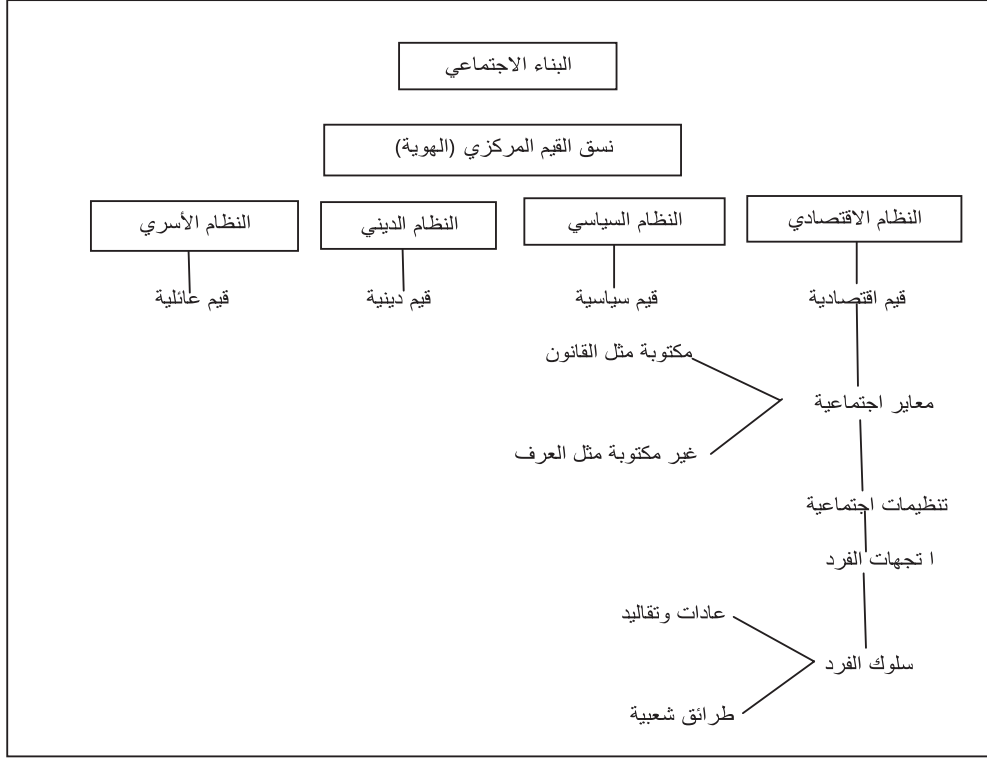 البناء الاجتماعي
نسق القيم المركزي (الهوية)
النظام الاقتصادي
النظام السياسي
النظام الديني
النظام الأسري
قيم اقتصادية
قيم سياسية
قيم دينية
قيم عائلية
مكتوبة مثل القانون
معاير اجتماعية
غير مكتوبة مثل العرف
تنظيمات اجتماعية
ا تجهات الفرد
عادات وتقاليد
سلوك الفرد
طرائق شعبية